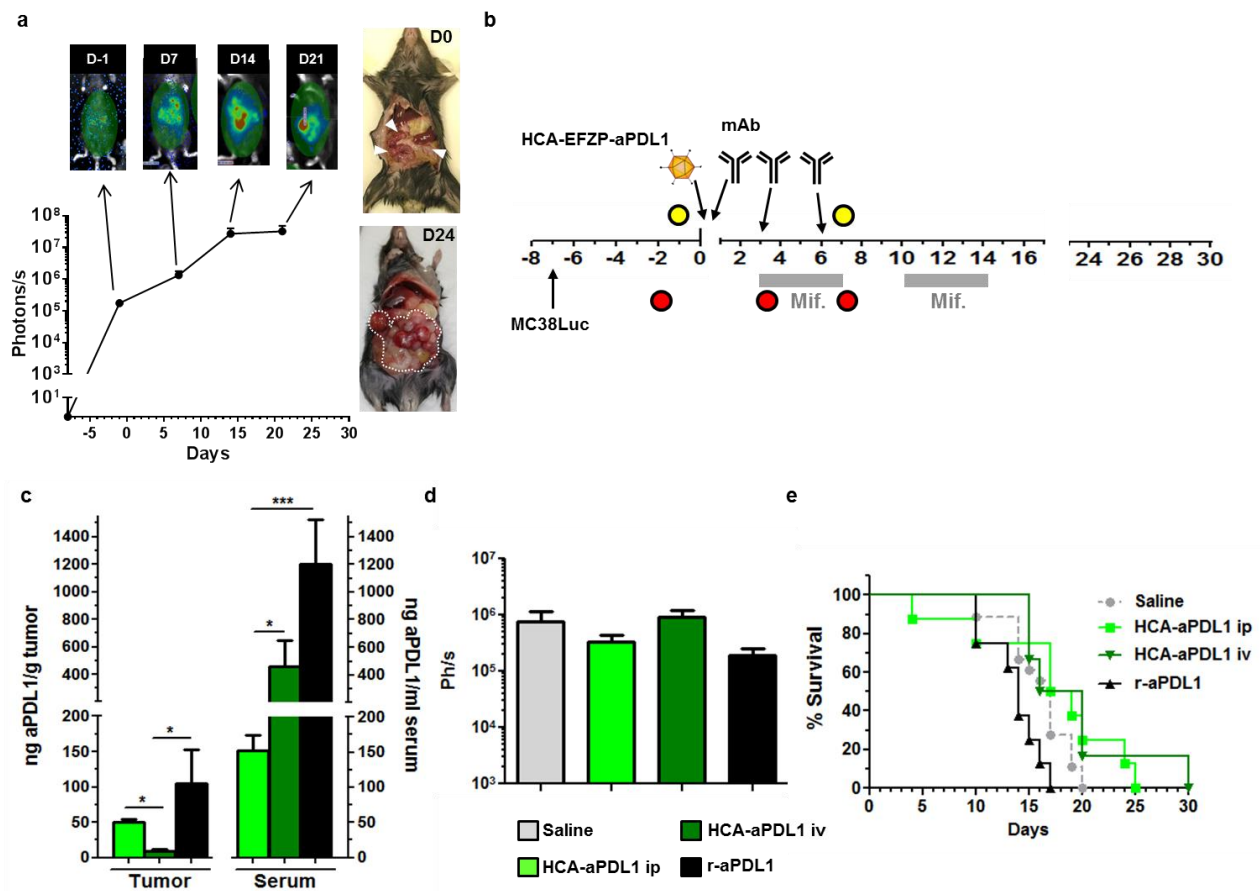 a
D-1 D7 D14 D21
D0
D24
10⁸
10⁷
10⁶
10⁵
10⁴
10³
10¹
Photons/s
-5 0 5 10 15 20 25 30
Days
b
HCA-EFZP-aPDL1
mAb
-8 -6 -4 -2 0 2 4 6 8 10 12 14 16 24 26 28 30
Mif. Mif.
MC38Luc
c
ng aPDL1/g tumor
1400
1200
1000
800
600
400
200
150
100
50
0
* * * ***
1400
1200
1000
800
600
400
200
150
100
50
0
ng aPDL1/ml serum
Tumor Serum
d
Ph/s
10⁷
10⁶
10⁵
10⁴
10³
Saline
HCA-aPDL1 ip
HCA-aPDL1 iv
r-aPDL1
e
% Survival
100
80
60
40
20
0
0 5 10 15 20 25 30
Days
Saline
HCA-aPDL1 ip
HCA-aPDL1 iv
r-aPDL1